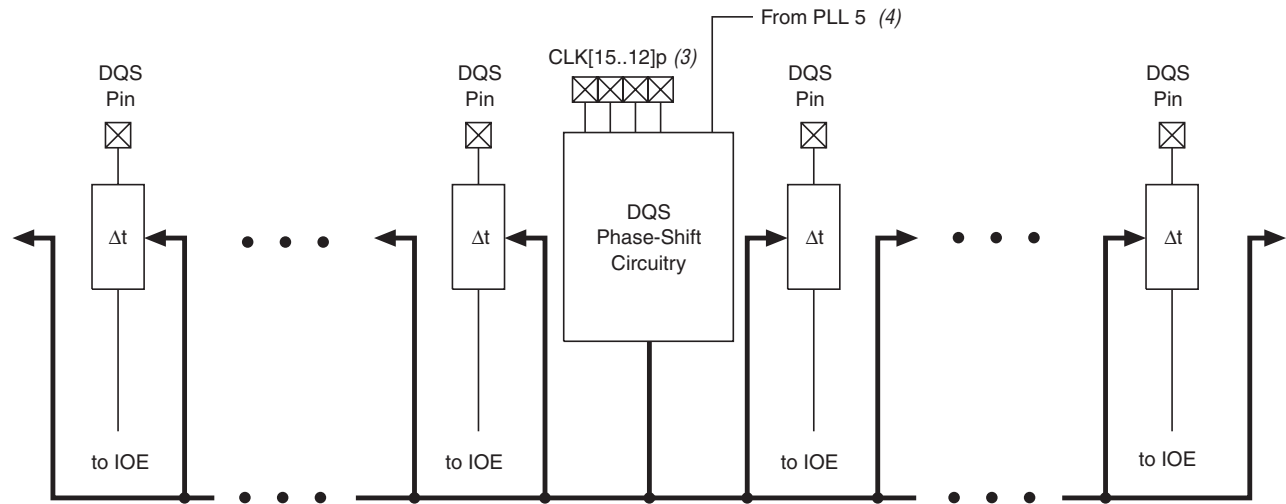 From PLL 5 (4)
CLK[15..12]p (3)
DQS
Pin
DQS
Pin
DQS
Pin
DQS
Pin
Δt
Δt
DQS
Phase-Shift
Circuitry
Δt
Δt
to IOE
to IOE
to IOE
to IOE